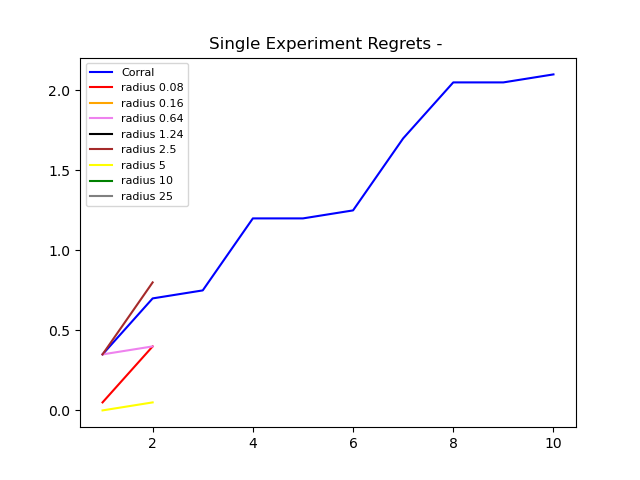 Single Experiment Regrets -
Corral
radius 0.08
radius 0.16
radius 0.64
radius 1.24
radius 2.5
radius 5
radius 10
radius 25
2.0
1.5
1.0
0.5
0.0
2 4 6 8 10